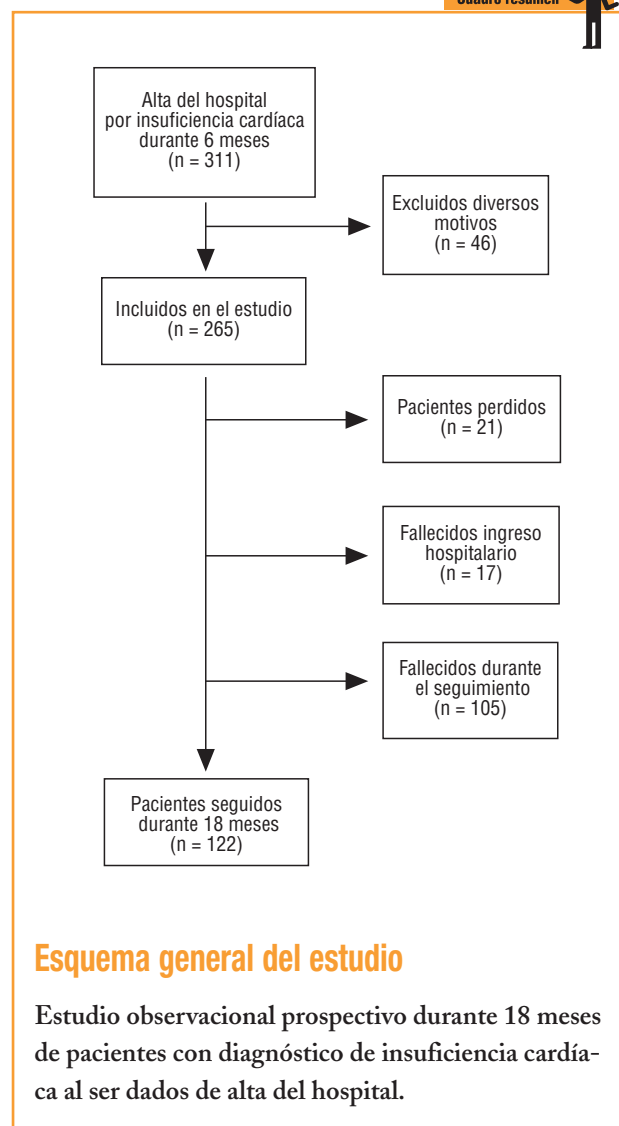 Cuadro resumen
Alta del hospital
por insuficiencia cardíaca
durante 6 meses
(n = 311)
Excluidos diversos
motivos
(n = 46)
Incluidos en el estudio
(n = 265)
Pacientes perdidos
(n = 21)
Fallecidos ingreso
hospitalario
(n = 17)
Fallecidos durante
el seguimiento
(n = 105)
Pacientes seguidos
durante 18 meses
(n = 122)
Esquema general del estudio
Estudio observacional prospectivo durante 18 meses
de pacientes con diagnóstico de insuficiencia cardía-
ca al ser dados de alta del hospital.